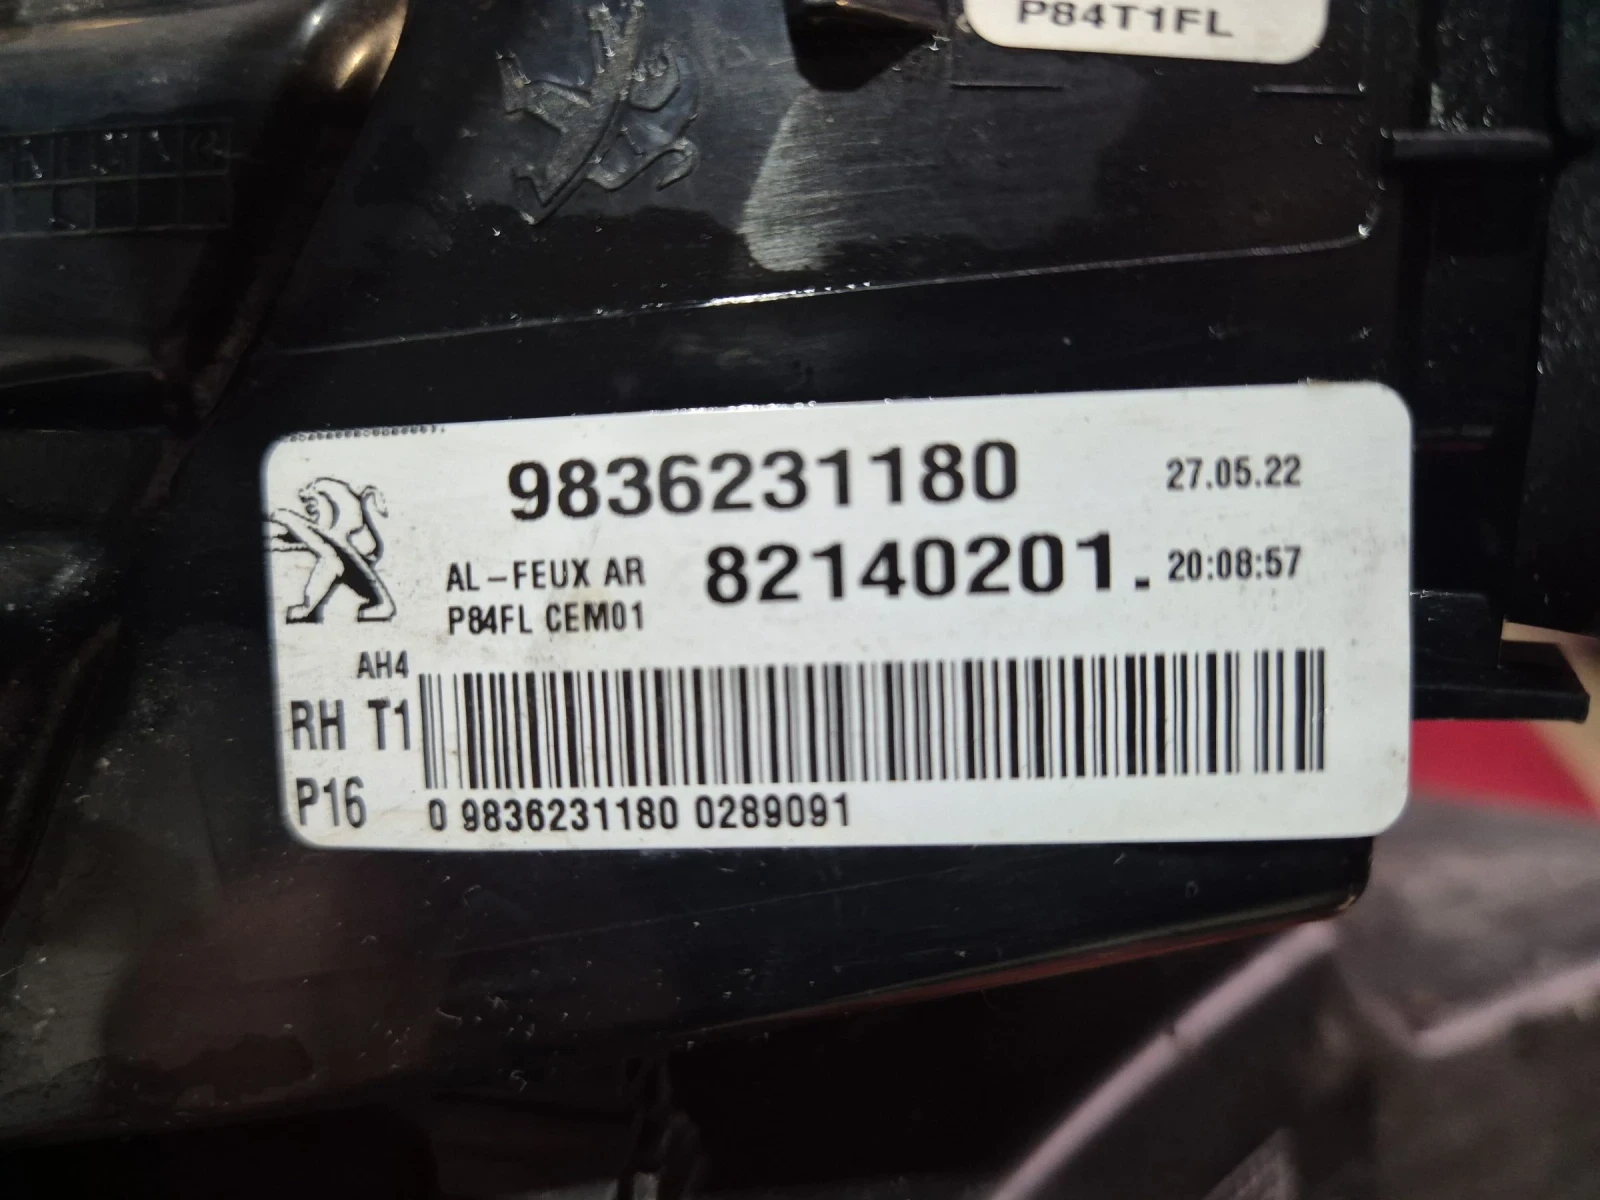 P84T1FL
9836231180 27.05.22
AL-FEUX AR 82140201. 20:08:57
P84FL CEM01
AH4
RH T1
P16
0 9836231180 0289091